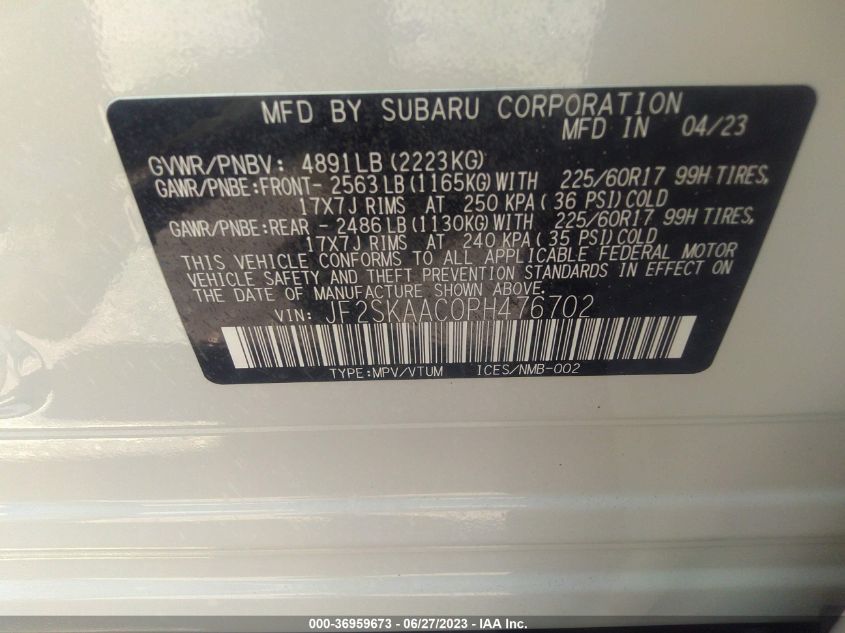 MFD BY SUBARU CORPORATION
MFD IN 04/23
GVWR/PNBV: 4891LB (2223KG)
GAWR/PNBE:FRONT- 2563LB (1165KG) WITH 225/60R17 99H TIRES,
17X7J RIMS AT 250 KPA ( 36 PSI) COLD
GAWR/PNBE:REAR - 2486LB (1130KG) WITH 225/60R17 99H TIRES,
17X7J RIMS AT 240 KPA ( 35 PSI) COLD
THIS VEHICLE CONFORMS TO ALL APPLICABLE FEDERAL MOTOR
VEHICLE SAFETY AND THEFT PREVENTION STANDARDS IN EFFECT ON
THE DATE OF MANUFACTURE SHOWN ABOVE.
VIN: JF2SKAAC0PH476702
TYPE:MPV/VTUM ICES/NMB-002
000-36959673 - 06/27/2023 - IAA Inc.